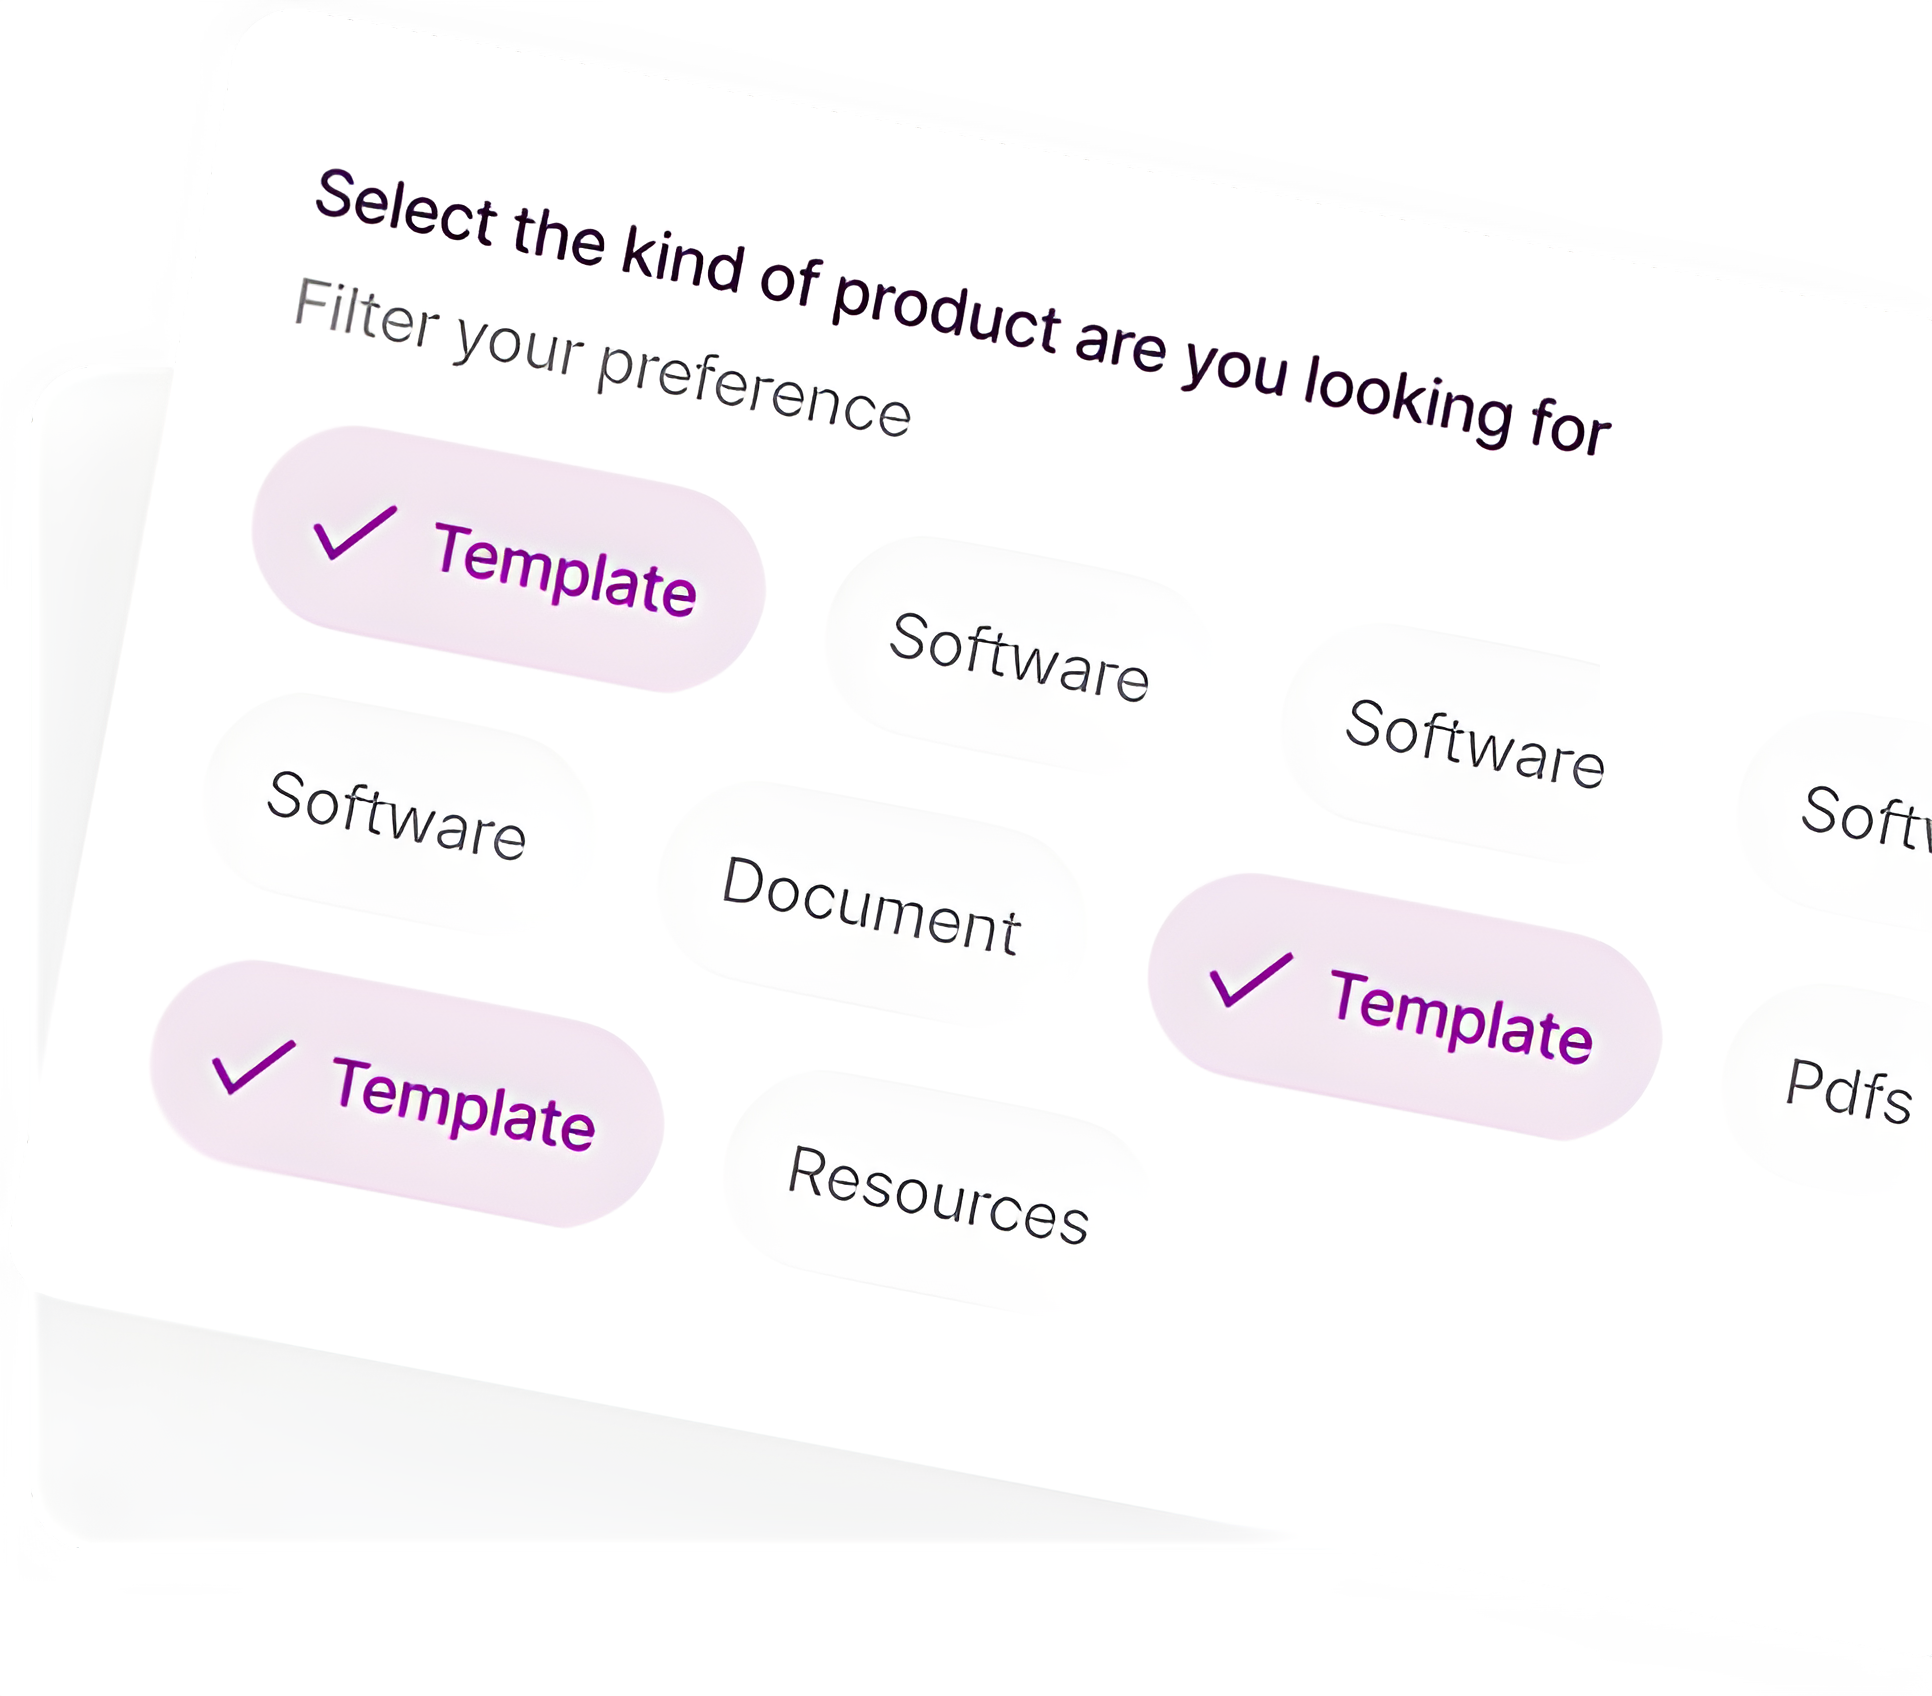 Select the kind of product are you looking for
Filter your preference
Template Software Software
Software Document Template Pdfs
Template Resources